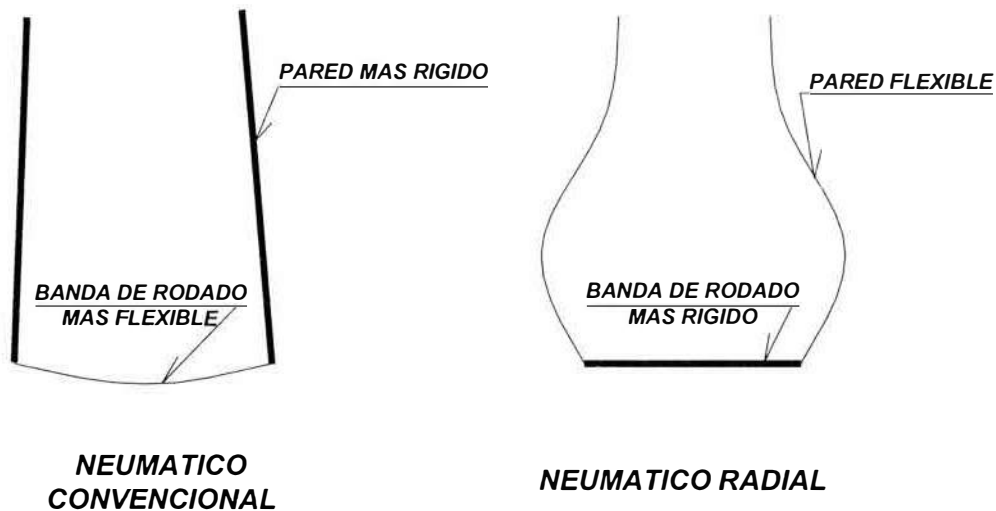 PARED MAS RIGIDO
BANDA DE RODADO
MAS FLEXIBLE
NEUMATICO
CONVENCIONAL
PARED FLEXIBLE
BANDA DE RODADO
MAS RIGIDO
NEUMATICO RADIAL